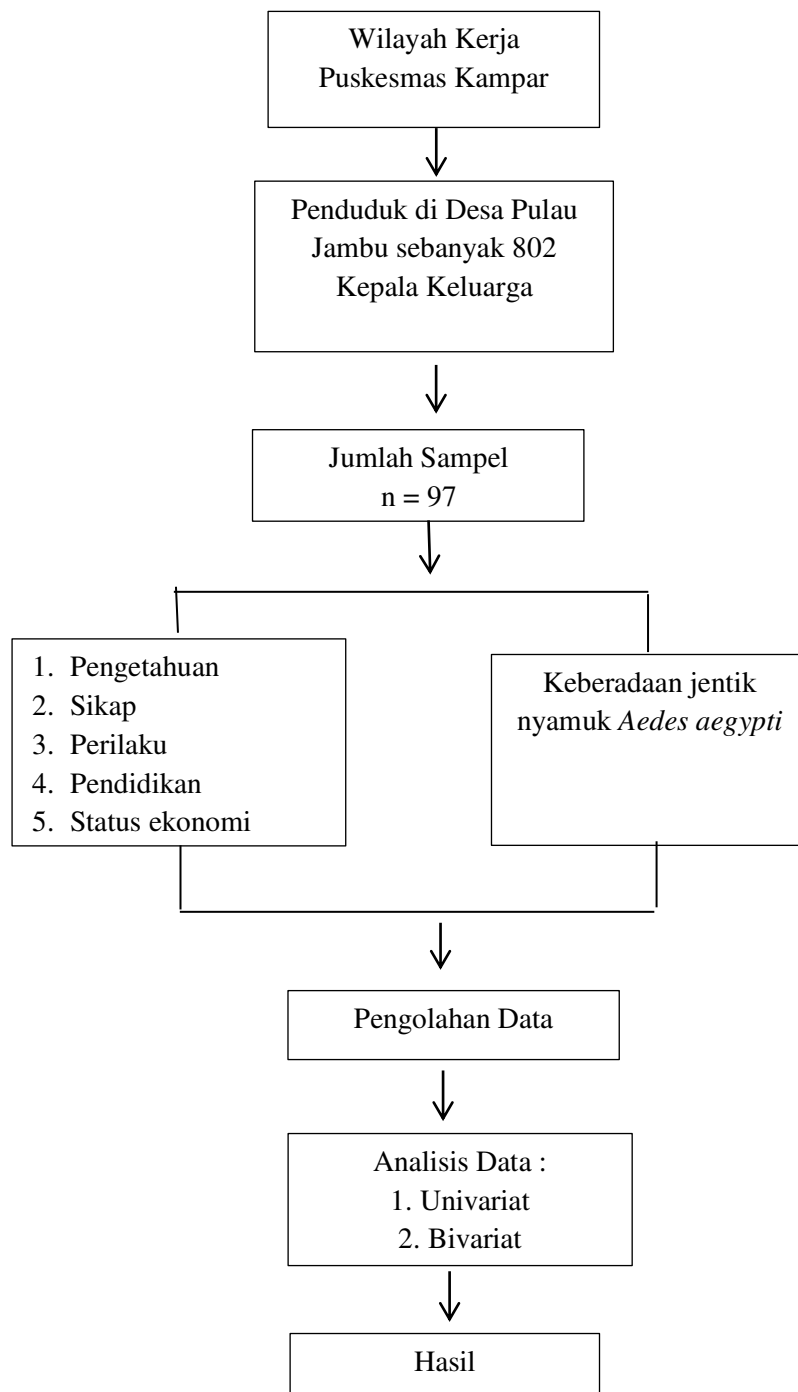 Wilayah Kerja
Puskesmas Kampar
Penduduk di Desa Pulau
Jambu sebanyak 802
Kepala Keluarga
Jumlah Sampel
n = 97
1. Pengetahuan
2. Sikap
3. Perilaku
4. Pendidikan
5. Status ekonomi
Keberadaan jentik
nyamuk Aedes aegypti
Pengolahan Data
Analisis Data :
1. Univariat
2. Bivariat
Hasil